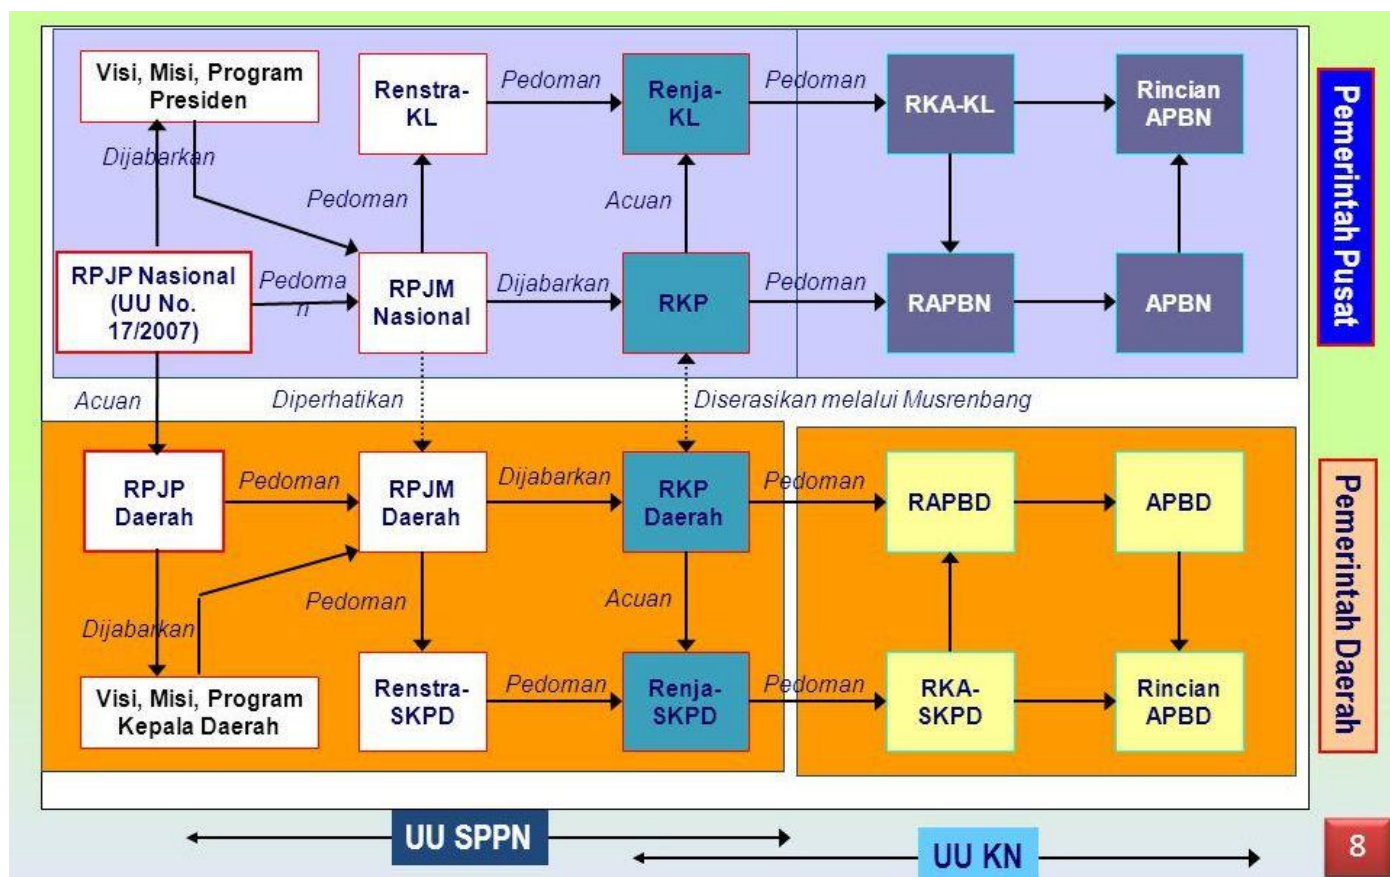 Visi, Misi, Program
Presiden
Renstra-
KL
Pedoman
Renja-
KL
Pedoman
RKA-KL
Rincian
APBN
Dijabarkan
Pedoman
Acuan
RPJP Nasional
(UU No.
17/2007)
Pedoma
n
RPJM
Nasional
Dijabarkan
RKP
Pedoman
RAPBN
APBN
Pemerintah Pusat
Acuan
Diperhatikan
Diserasikan melalui Musrenbang
RPJP
Daerah
Pedoman
RPJM
Daerah
Dijabarkan
RKP
Daerah
Pedoman
RAPBD
APBD
Dijabarkan
Pedoman
Acuan
Visi, Misi, Program
Kepala Daerah
Renstra-
SKPD
Pedoman
Renja-
SKPD
Pedoman
RKA-
SKPD
Rincian
APBD
Pemerintah Daerah
UU SPPN
UU KN
8